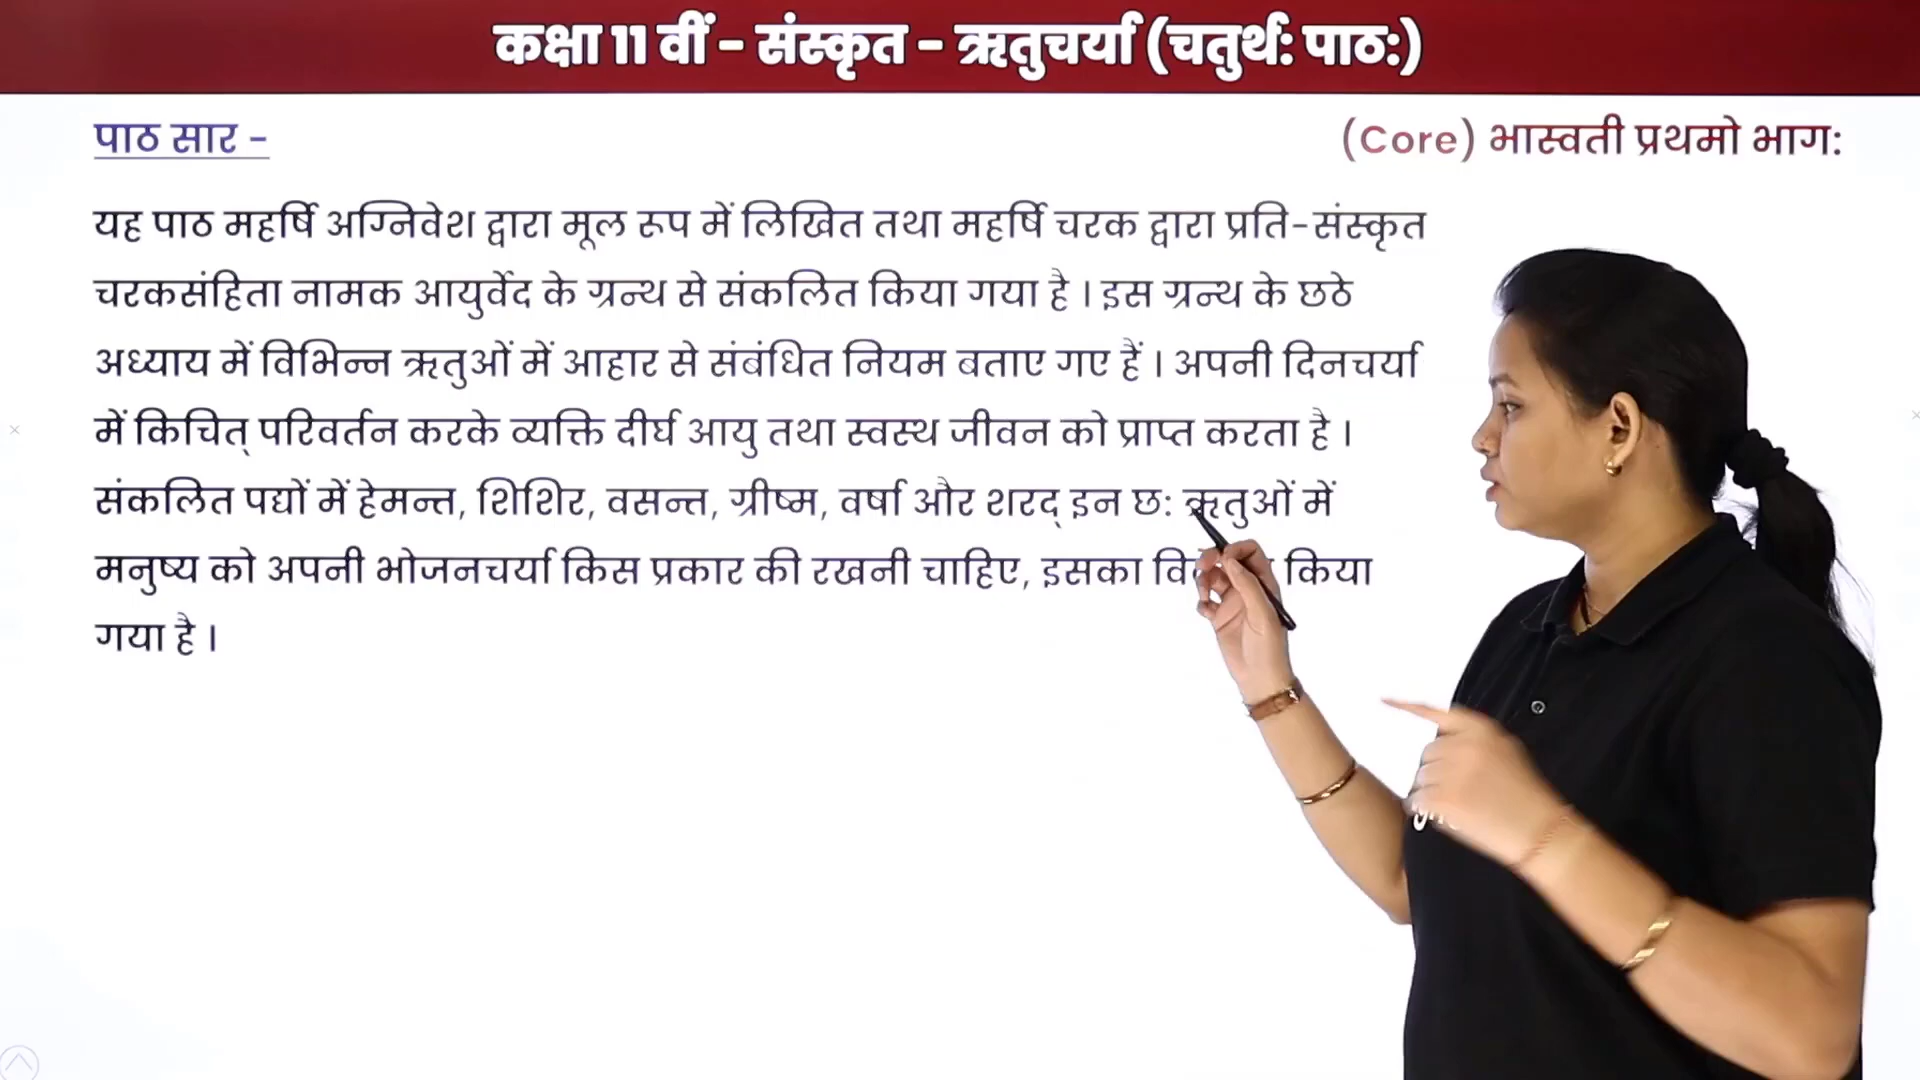 कक्षा 11 वीं - संस्कृत - ऋतुचर्या (चतुर्थ: पाठ:)
पाठ सार -
(Core) भास्वती प्रथमो भाग:
यह पाठ महर्षि अग्निवेश द्वारा मूल रूप में लिखित तथा महर्षि चरक द्वारा प्रति-संस्कृत
चरकसंहिता नामक आयुर्वेद के ग्रन्थ से संकलित किया गया है । इस ग्रन्थ के छठे
अध्याय में विभिन्न ऋतुओं में आहार से संबंधित नियम बताए गए हैं । अपनी दिनचर्या
में किंचित् परिवर्तन करके व्यक्ति दीर्घ आयु तथा स्वस्थ जीवन को प्राप्त करता है ।
संकलित पद्यों में हेमन्त, शिशिर, वसन्त, ग्रीष्म, वर्षा और शरद् इन छ: ऋतुओं में
मनुष्य को अपनी भोजनचर्या किस प्रकार की रखनी चाहिए, इसका किया
गया है ।